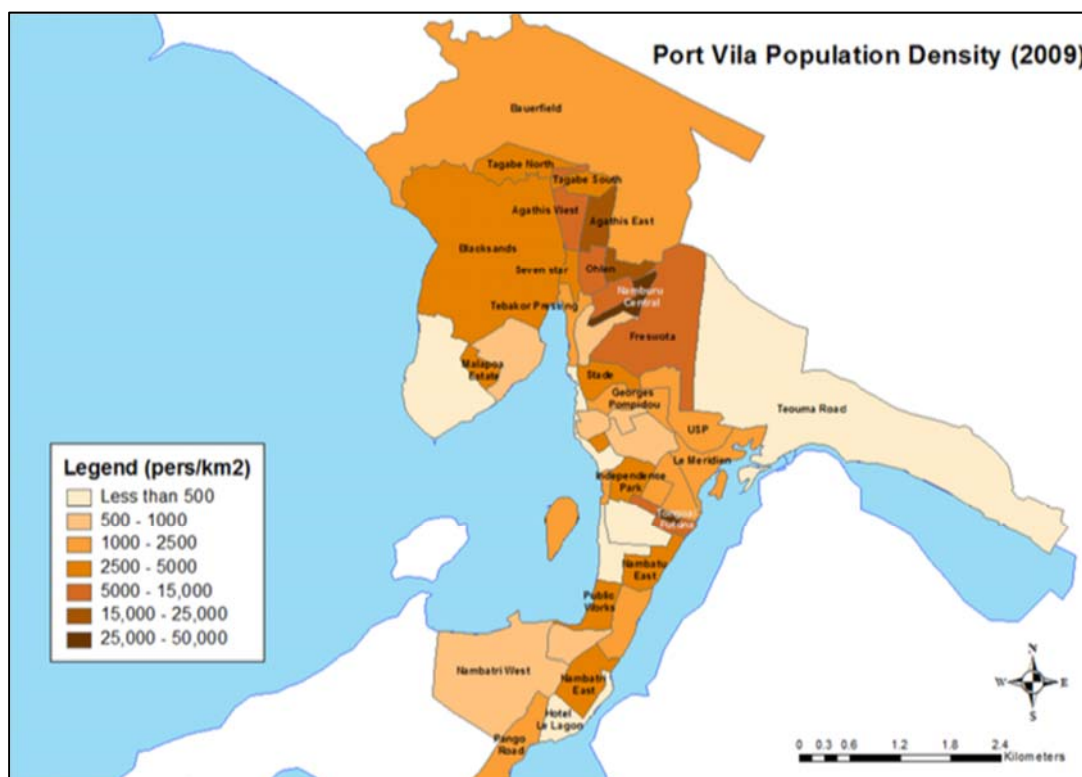 Port Vila Population Density (2009)
Bauerfield
Tagabe North
Tagabe South
Agathis West
Agathis East
Blacksands
Seven star
Ohlen
Namburu
Central
Tebakor Pressing
Freswota
Malapoa
Estate
Stade
Georges
Pompidou
Teouma Road
USP
Le Meridien
Independence
Park
Futuna
Nambatu
East
Public
Works
Nambatri West
Nambatri
East
Hotel
Le Lagon
Pango
Road
Legend (pers/km2)
Less than 500
500 - 1000
1000 - 2500
2500 - 5000
5000 - 15,000
15,000 - 25,000
25,000 - 50,000
N
W E
S
0 0.3 0.6 1.2 1.8 2.4
Kilometers